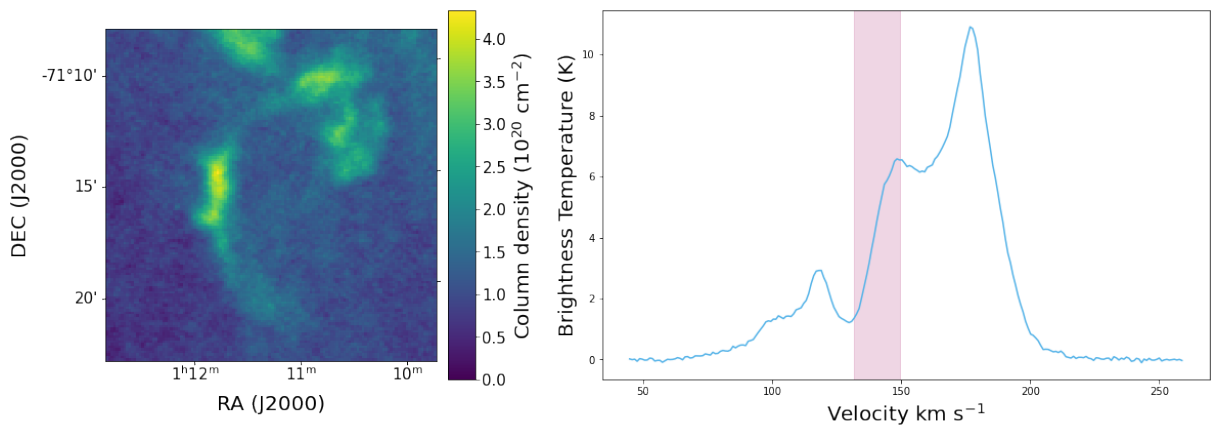 -71°10'
15'
20'
DEC (J2000)
1ʰ12ᵐ
11ᵐ
10ᵐ
RA (J2000)
4.0
3.5
3.0
2.5
2.0
1.5
1.0
0.5
0.0
Column density (10²⁰ cm⁻²)
10
8
6
4
2
0
Brightness Temperature (K)
50
100
150
200
250
Velocity km s⁻¹